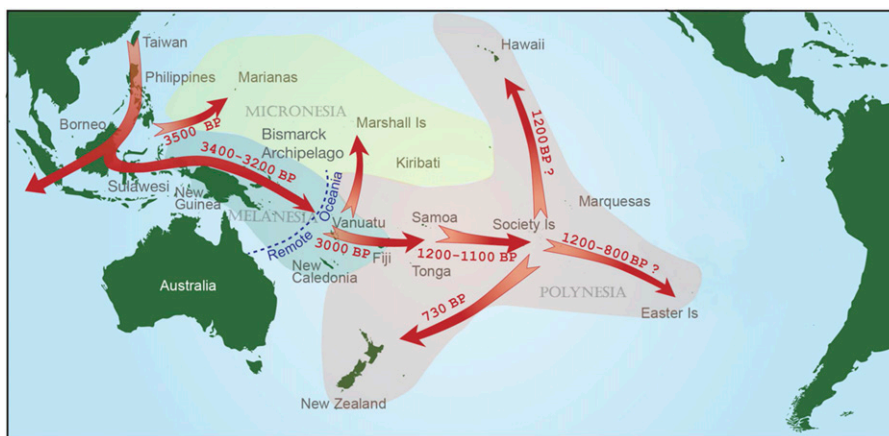 Taiwan
Hawaii
Philippines
Marianas
MICRONESIA
3500 BP
Borneo
Bismarck
Archipelago
Marshall Is
1200 BP ?
3400-3200 BP
Kiribati
Sulawesi
New
Guinea
Oceania
Marquesas
MELANESIA
Vanuatu
Samoa
Society Is
Remote
3000 BP
Fiji
1200-1100 BP
1200-800 BP ?
New
Caledonia
Tonga
Australia
POLYNESIA
730 BP
Easter Is
New Zealand